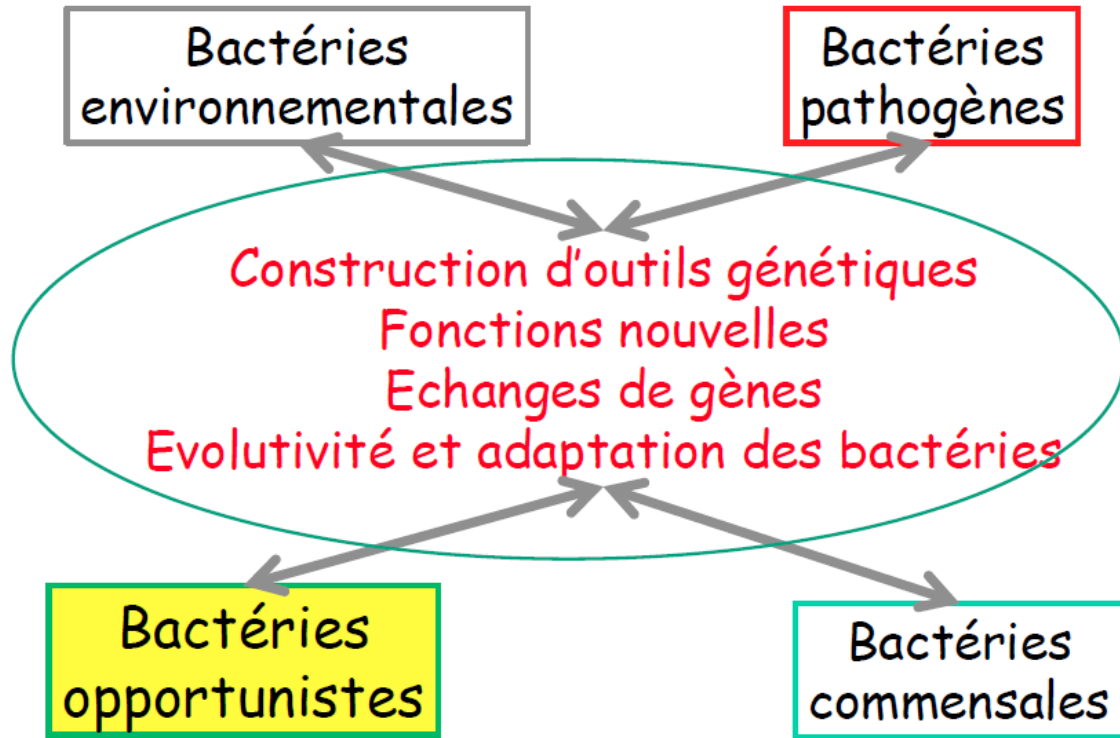 Bactéries
environnementales
Bactéries
pathogènes
Construction d'outils génétiques
Fonctions nouvelles
Echanges de gènes
Evolutivité et adaptation des bactéries
Bactéries
opportunistes
Bactéries
commensales